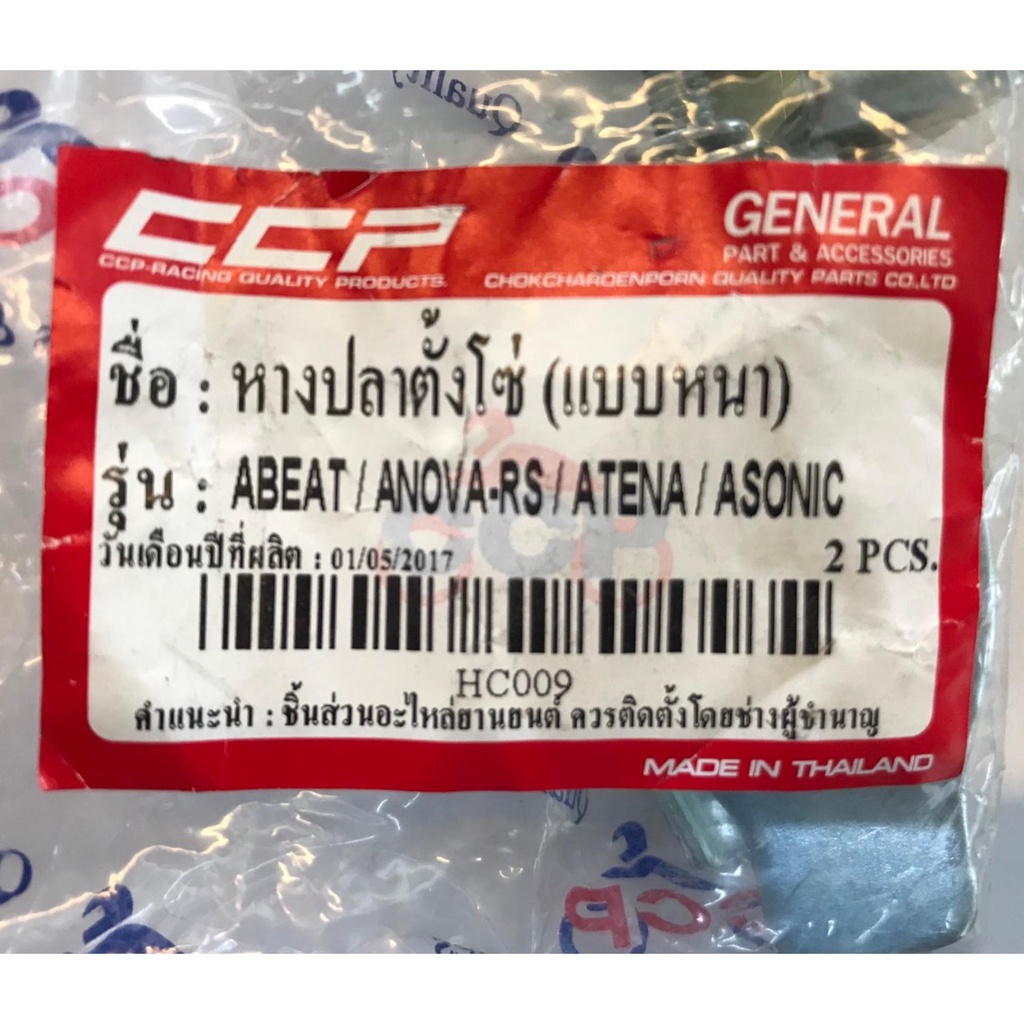 Quality
CCP
GENERAL
PART & ACCESSORIES
CCP-RACING QUALITY PRODUCTS. CHOKCHAROENPORN QUALITY PARTS CO.,LTD
ชื่อ : หางปลาตั้งโซ่ (แบบหนา)
รุ่น : ABEAT / ANOVA-RS / ATENA / ASONIC
CCP
วันเดือนปีที่ผลิต : 01/05/2017 2 PCS.
HC009
คำแนะนำ : ชิ้นส่วนอะไหล่ยานยนต์ ควรติดตั้งโดยช่างผู้ชำนาญ
MADE IN THAILAND
CCP